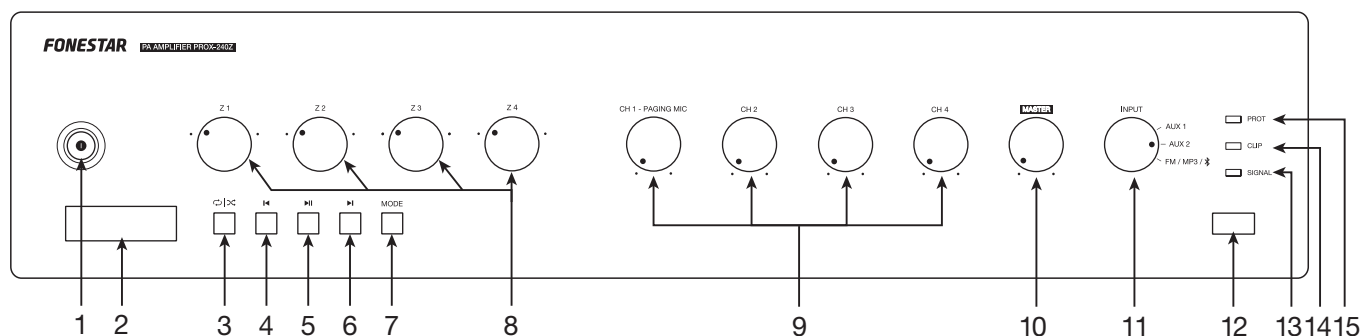 FONESTAR PA AMPLIFIER PROX-240Z
Z 1 Z 2 Z 3 Z 4 CH 1 - PAGING MIC CH 2 CH 3 CH 4 MASTER INPUT
AUX 1
AUX 2
FM / MP3 /
PROT
CLIP
SIGNAL
MODE
1 2 3 4 5 6 7 8 9 10 11 12 13 14 15